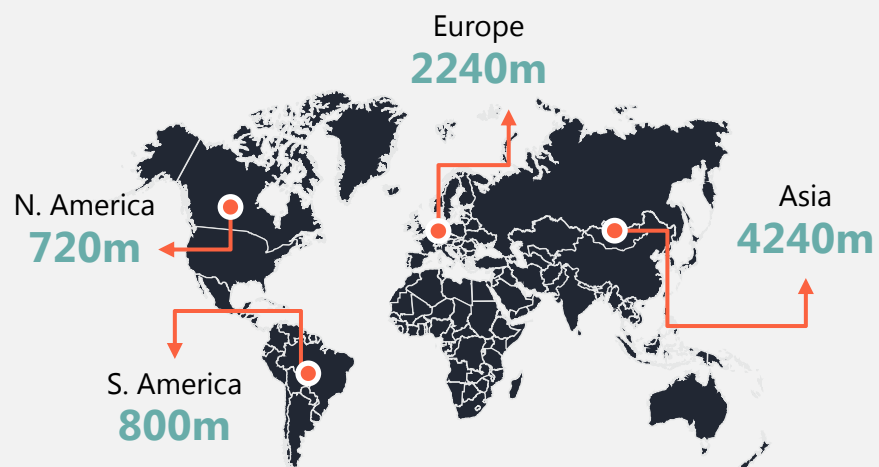 Europe
2240m
N. America
720m
Asia
4240m
S. America
800m